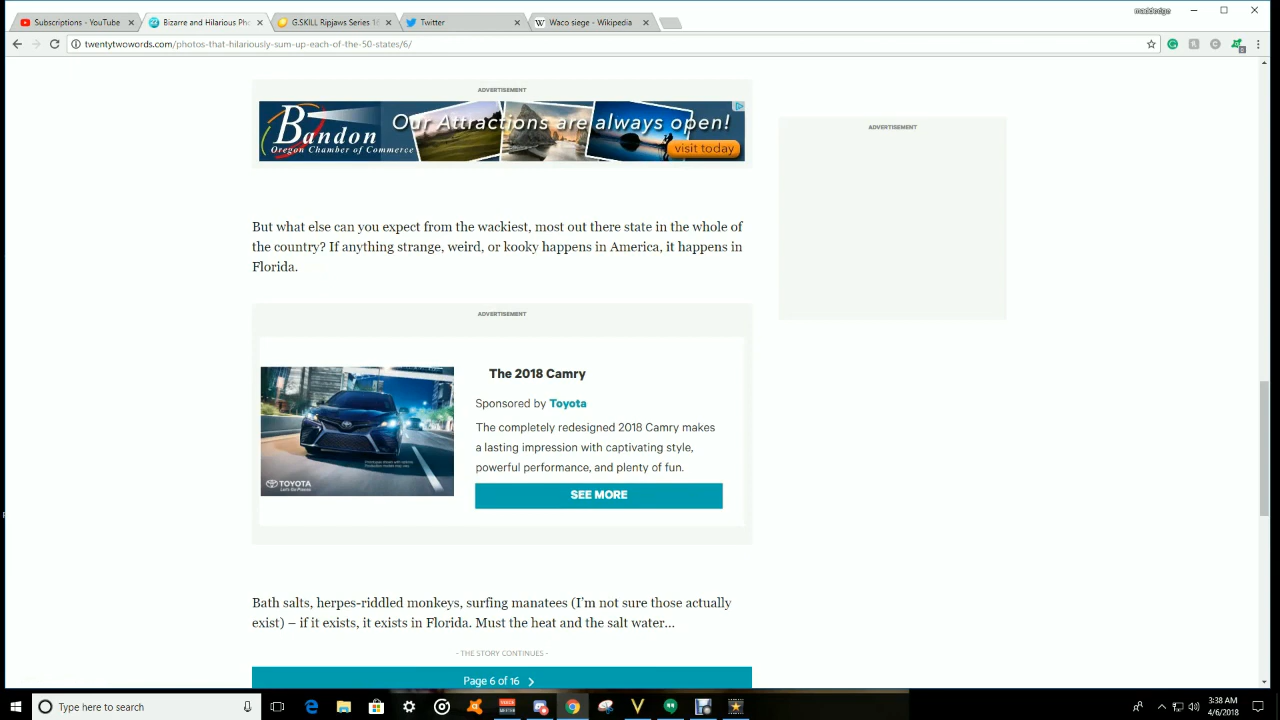 Subscriptions - YouTube
Bizarre and Hilarious Ph
G.SKILL Ripjaws Series
Twitter
Waco siege - Wikipedia
maddedge
twentytwowords.com/photos-that-hilariously-sum-up-each-of-the-50-states/6/
ADVERTISEMENT
Bandon
Oregon Chamber of Commerce
Our Attractions are always open!
visit today
ADVERTISEMENT
But what else can you expect from the wackiest, most out there state in the whole of
the country? If anything strange, weird, or kooky happens in America, it happens in
Florida.
ADVERTISEMENT
The 2018 Camry
Sponsored by Toyota
The completely redesigned 2018 Camry makes
a lasting impression with captivating style,
powerful performance, and plenty of fun.
SEE MORE
TOYOTA
Let's Go Places
Bath salts, herpes-riddled monkeys, surfing manatees (I'm not sure those actually
exist) – if it exists, it exists in Florida. Must the heat and the salt water...
- THE STORY CONTINUES -
Page 6 of 16
Type here to search
3:38 AM
4/6/2018